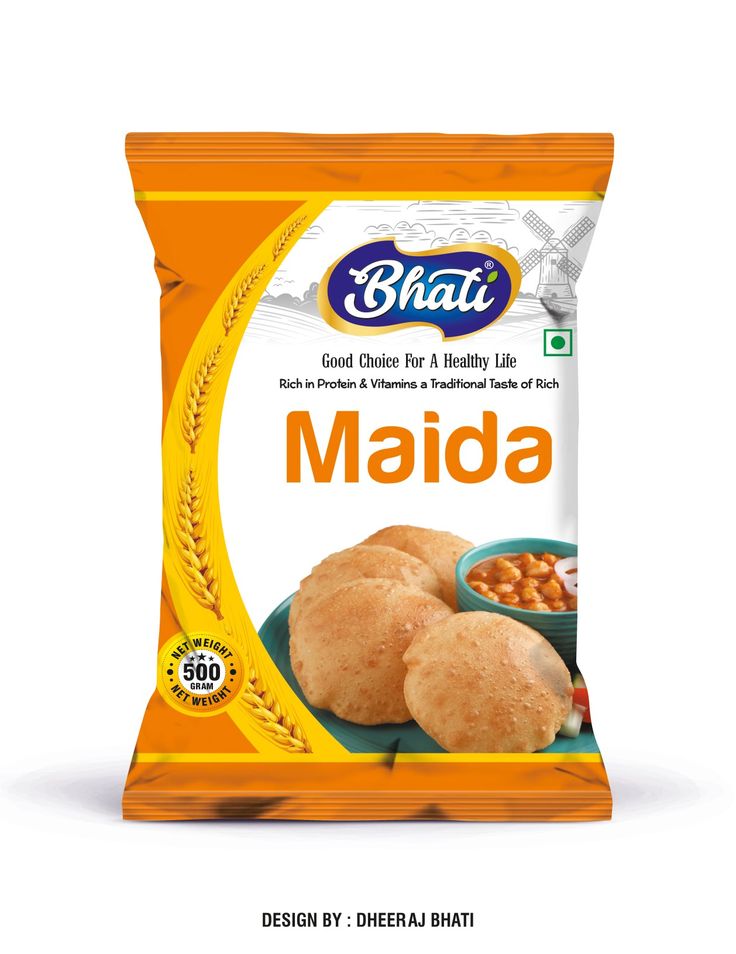 Bhati®
Good Choice For A Healthy Life
Rich in Protein & Vitamins a Traditional Taste of Rich
Maida
NET WEIGHT
500
GRAM
NET WEIGHT
DESIGN BY : DHEERAJ BHATI